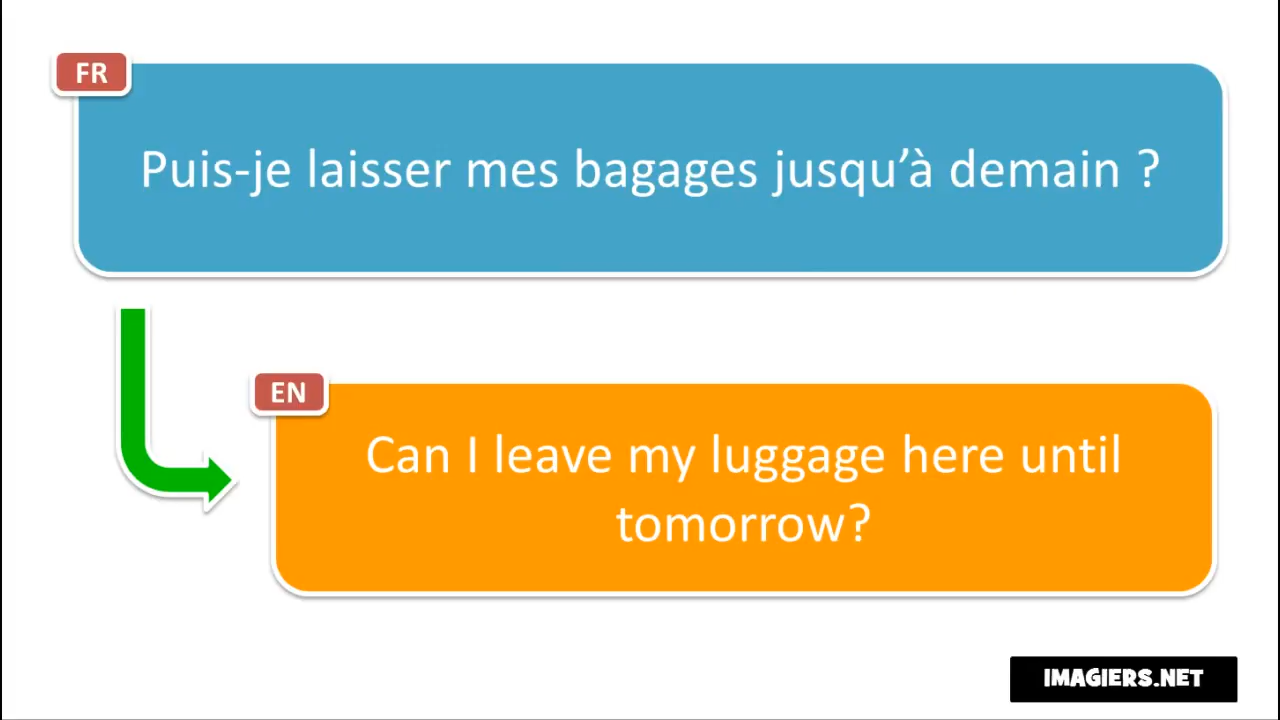 FR
Puis-je laisser mes bagages jusqu’à demain ?
EN
Can I leave my luggage here until
tomorrow?
IMAGIERS.NET